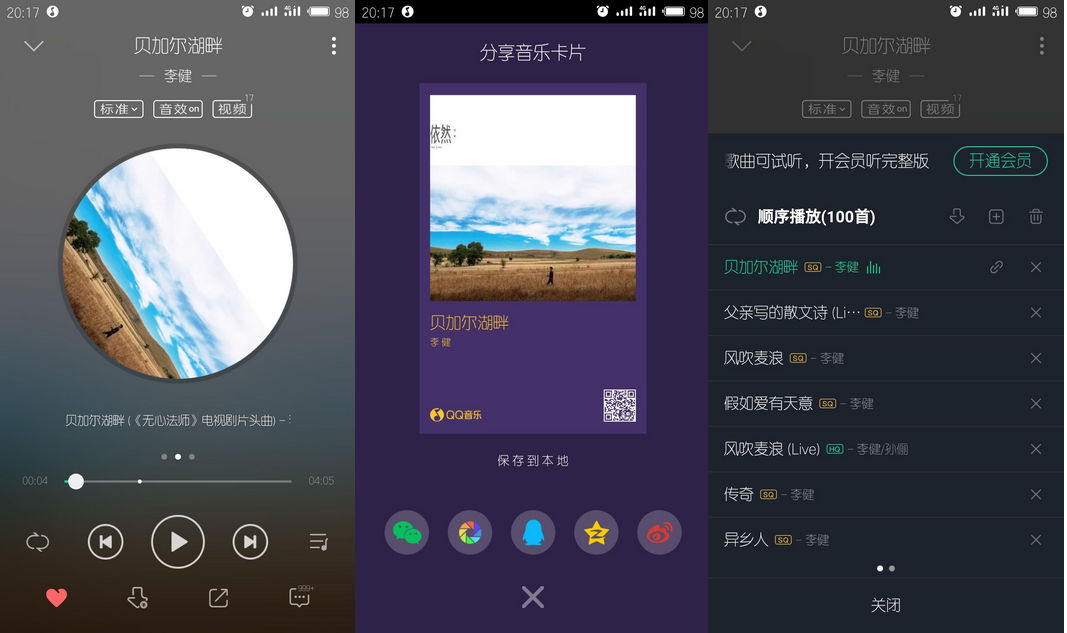 20:17
98
贝加尔湖畔
李健
标准
音效on
视频
17
贝加尔湖畔 (《无心法师》电视剧片头曲) –
00:04
04:05
999+
20:17
98
分享音乐卡片
依然:
贝加尔湖畔
李健
QQ音乐
保存到本地
20:17
98
贝加尔湖畔
李健
标准
音效on
视频
17
歌曲可试听，开会员听完整版
开通会员
顺序播放(100首)
贝加尔湖畔 SQ – 李健
父亲写的散文诗 (Li… SQ – 李健
风吹麦浪 SQ – 李健
假如爱有天意 SQ – 李健
风吹麦浪 (Live) HQ – 李健/孙俪
传奇 SQ – 李健
异乡人 SQ – 李健
关闭